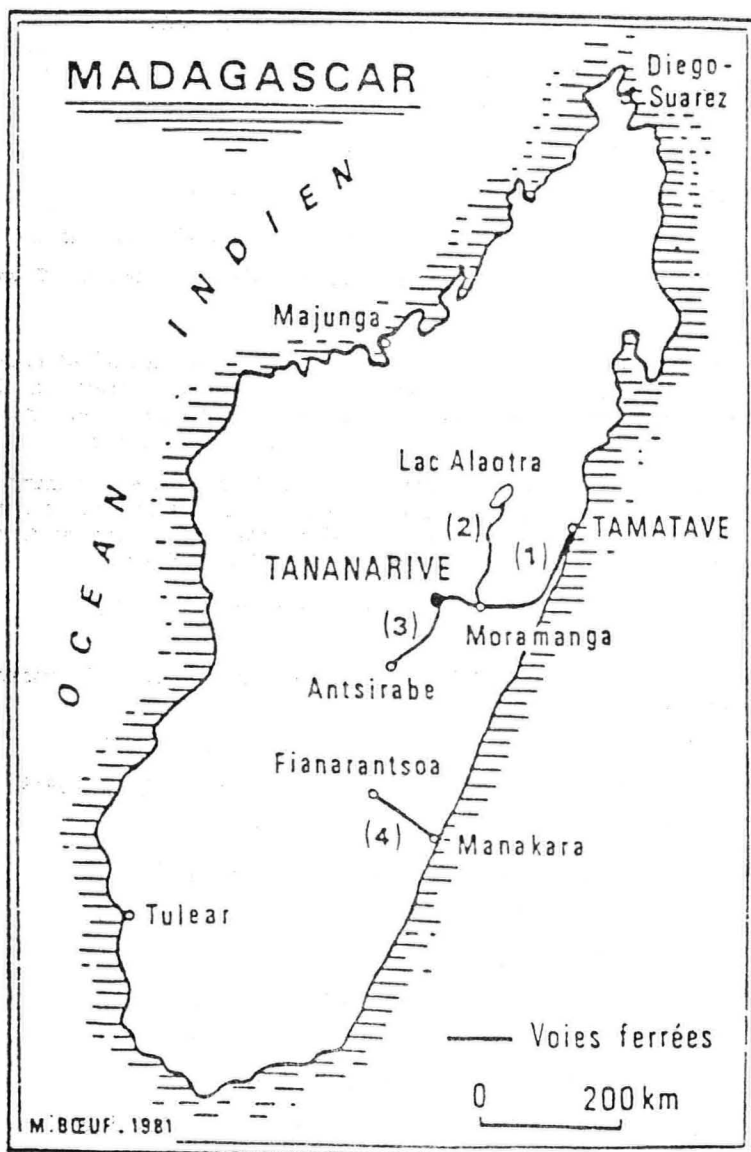 MADAGASCAR
Diego-
Suarez
OCEAN INDIEN
Majunga
Lac Alaotra
(2)
(1)
TAMATAVE
TANANARIVE
(3)
Moramanga
Antsirabe
Fianarantsoa
(4)
Manakara
Tulear
Voies ferrées
0 200 km
M. BŒUF. 1981